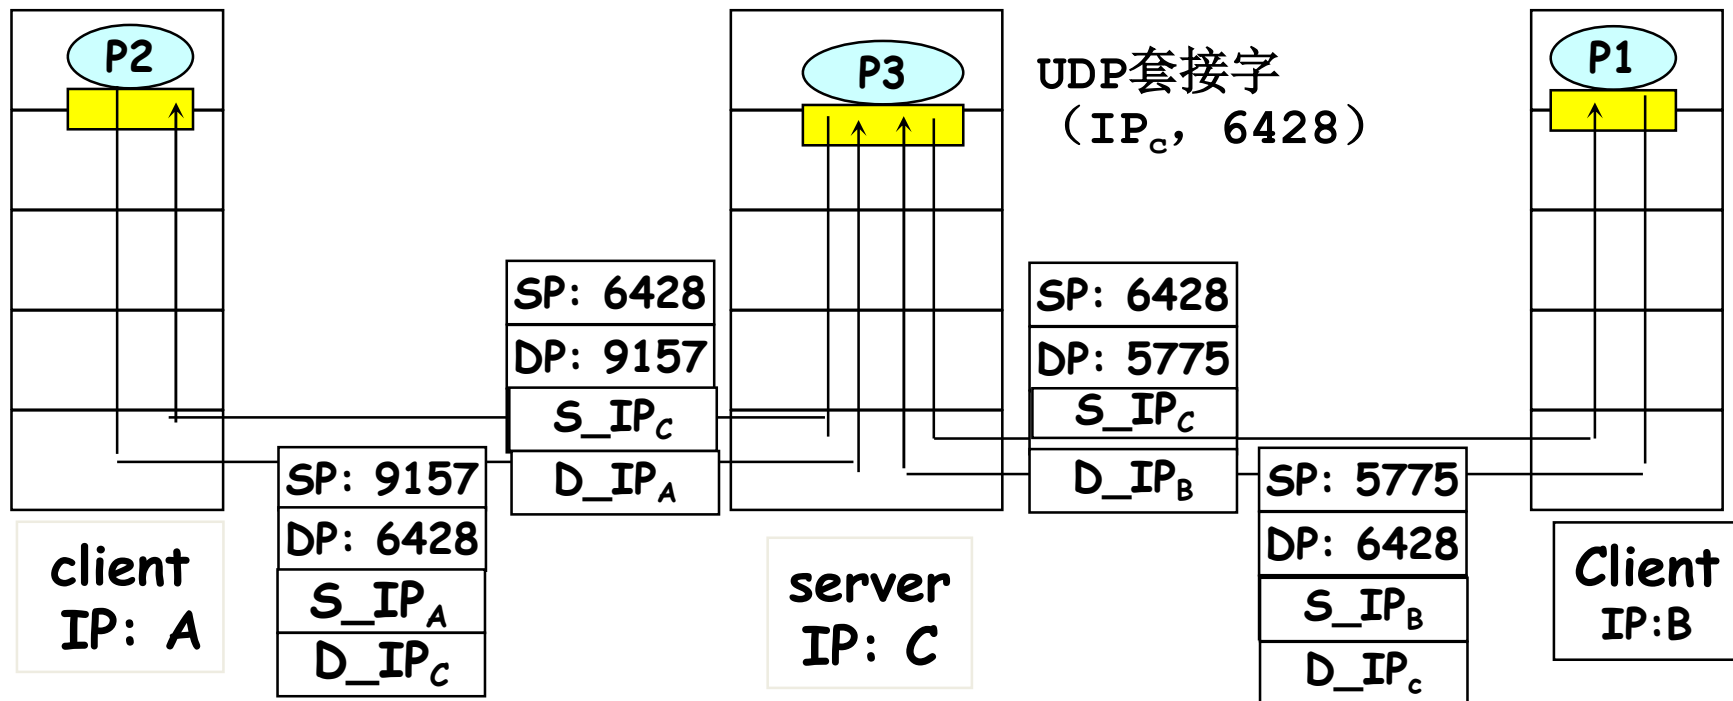 P2
P3
P1
UDP套接字
（IPc, 6428）
SP: 6428
DP: 9157
S_IPC
D_IPA
SP: 6428
DP: 5775
S_IPC
D_IPB
SP: 9157
DP: 6428
S_IPA
D_IPC
SP: 5775
DP: 6428
S_IPB
D_IPc
client
IP: A
server
IP: C
Client
IP:B